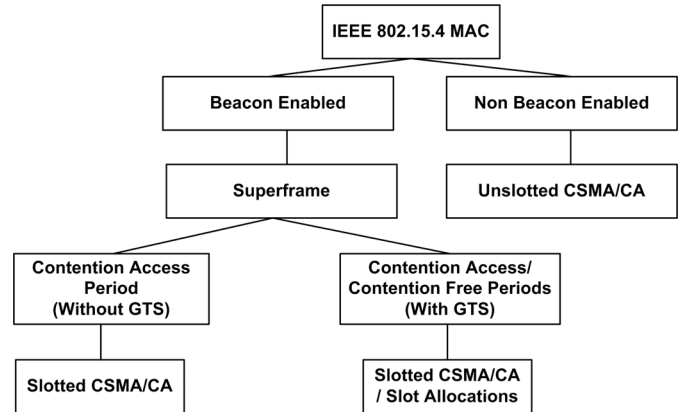 IEEE 802.15.4 MAC
Beacon Enabled
Non Beacon Enabled
Superframe
Unslotted CSMA/CA
Contention Access
Period
(Without GTS)
Contention Access/
Contention Free Periods
(With GTS)
Slotted CSMA/CA
Slotted CSMA/CA
/ Slot Allocations